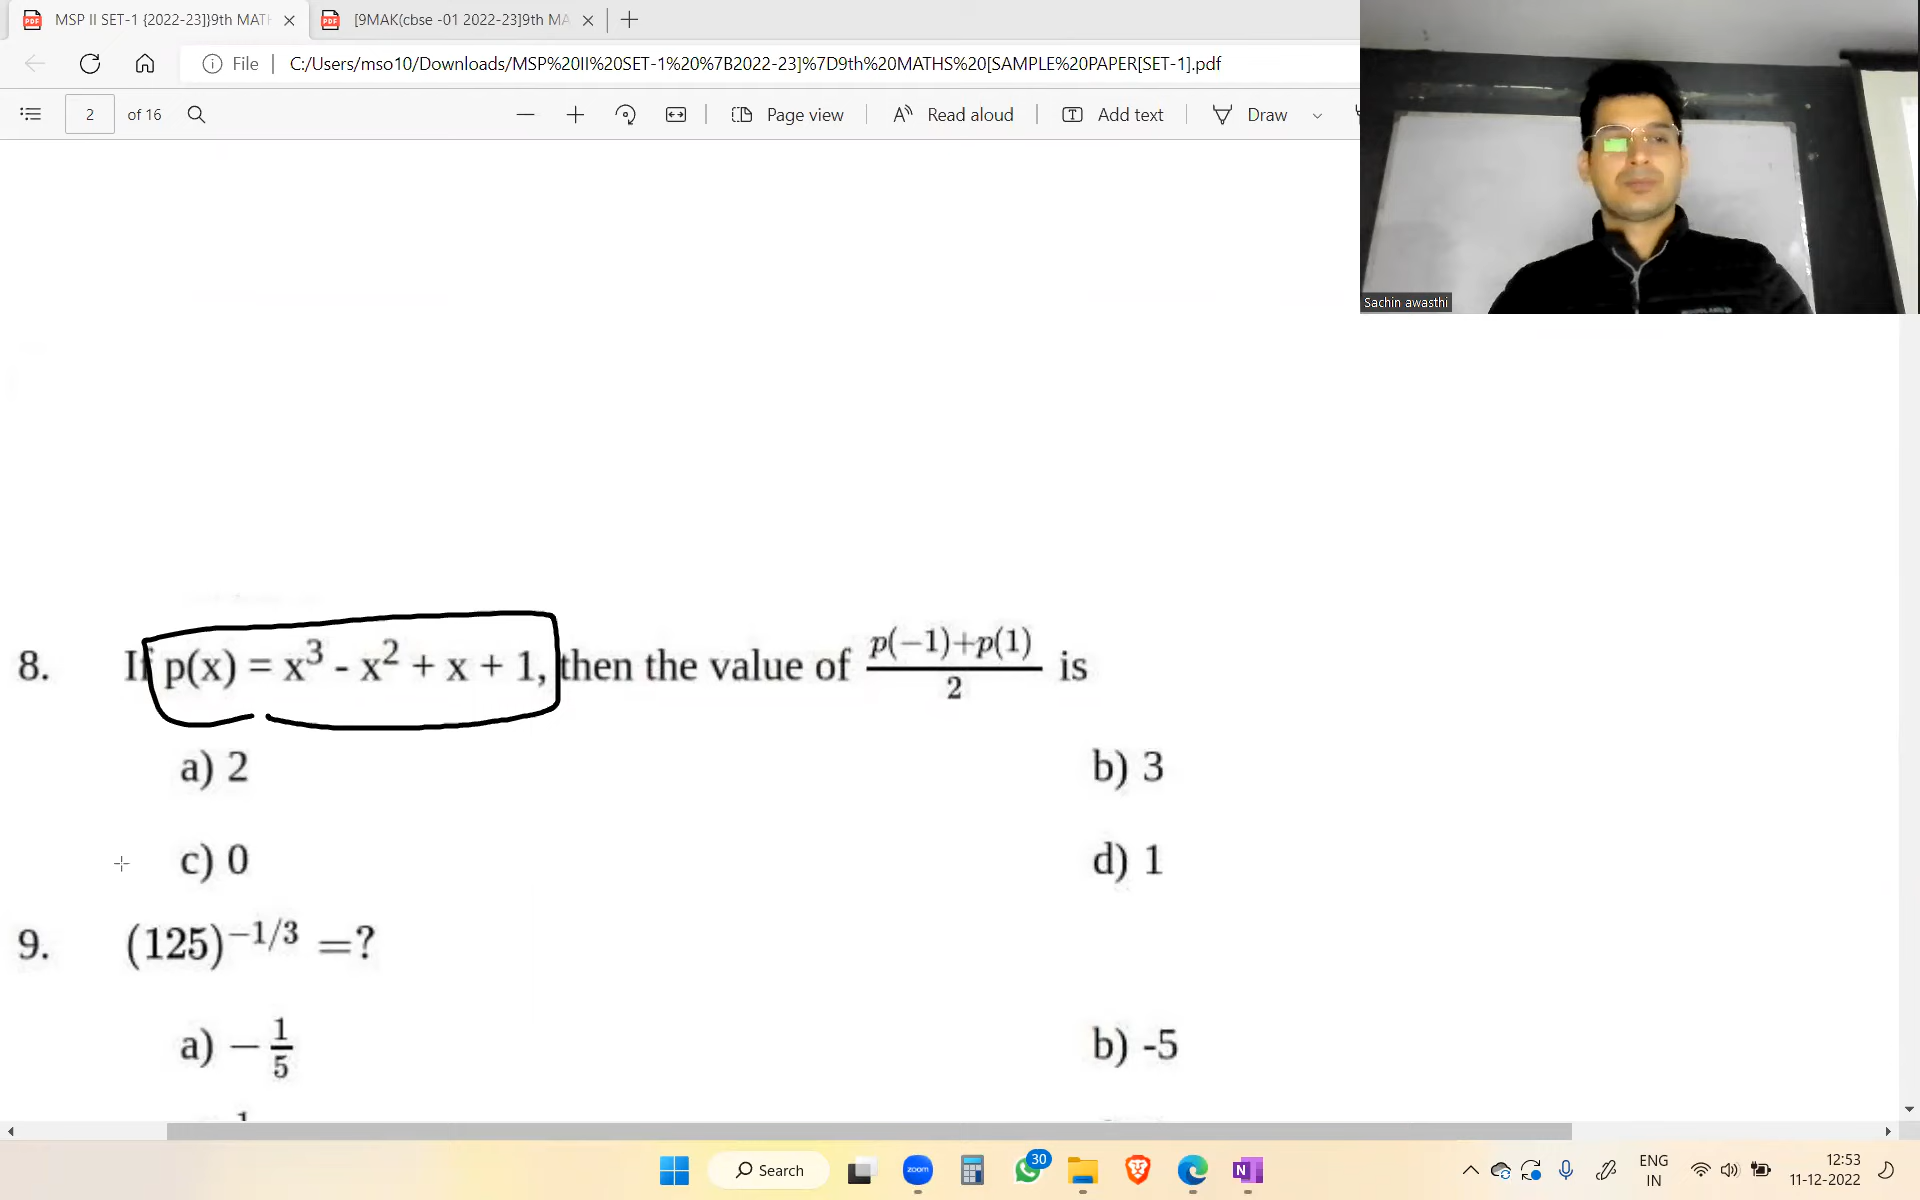 MSP II SET-1 {2022-23]}9th MATH
[9MAK(cbse -01 2022-23]9th MA
File
C:/Users/mso10/Downloads/MSP%20II%20SET-1%20%7B2022-23]%7D9th%20MATHS%20[SAMPLE%20PAPER[SET-1].pdf
2 of 16
Page view
Read aloud
Add text
Draw
Sachin awasthi
8. If p(x) = x³ - x² + x + 1, then the value of \frac{p(−1)+p(1)}{2} is
a) 2
b) 3
c) 0
d) 1
9. (125)^{−1/3} =?
a) −\frac{1}{5}
b) -5
Search
zoom
30
N
ENG
IN
12:53
11-12-2022